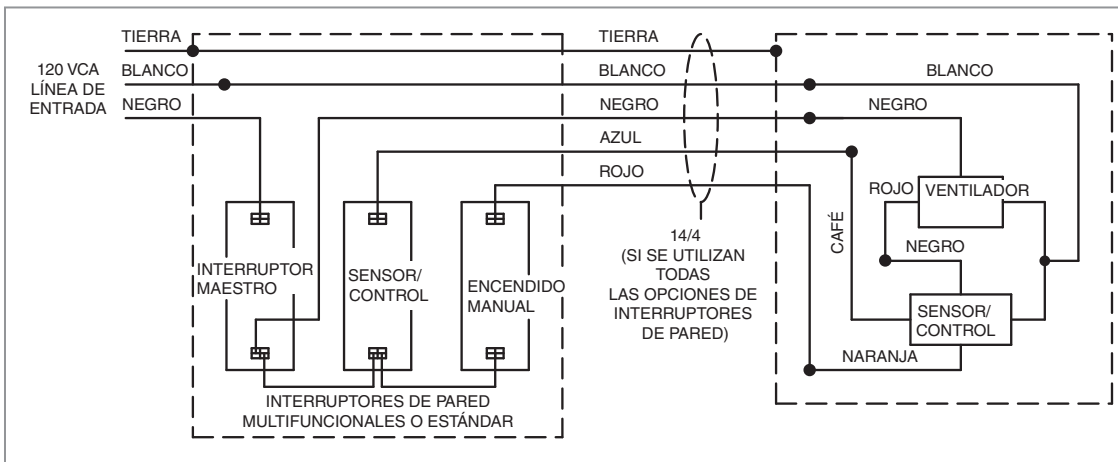 TIERRA
TIERRA
120 VCA
LÍNEA DE
ENTRADA
BLANCO
BLANCO
BLANCO
NEGRO
NEGRO
NEGRO
AZUL
ROJO
ROJO
VENTILADOR
CAFÉ
NEGRO
14/4
(SI SE UTILIZAN
TODAS
LAS OPCIONES DE
INTERRUPTORES
DE PARED)
INTERRUPTOR
MAESTRO
SENSOR/
CONTROL
ENCENDIDO
MANUAL
SENSOR/
CONTROL
NARANJA
INTERRUPTORES DE PARED
MULTIFUNCIONALES O ESTÁNDAR